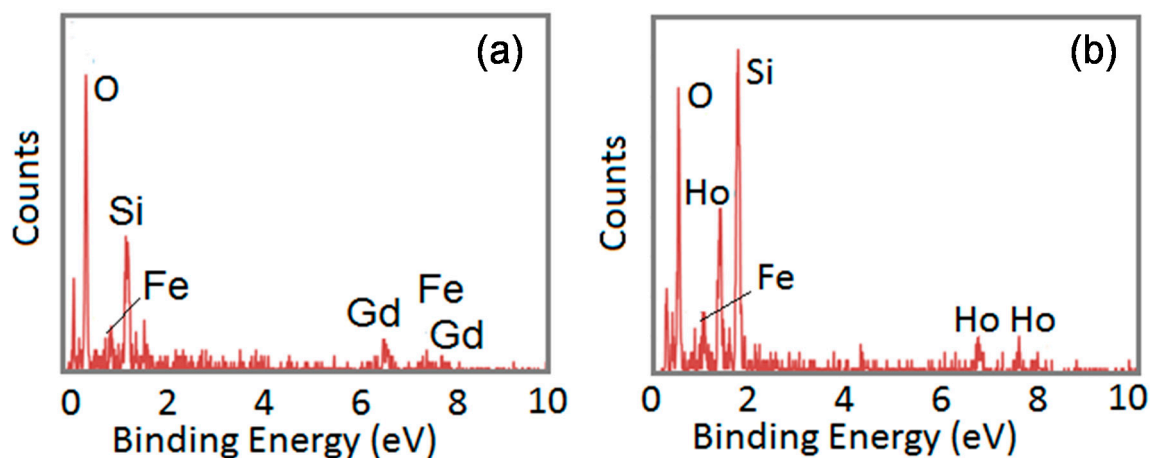 (a)
O
Si
Fe
Gd
Fe
Gd
Counts
0 2 4 6 8 10
Binding Energy (eV)
(b)
Si
O
Ho
Fe
Ho Ho
Counts
0 2 4 6 8 10
Binding Energy (eV)